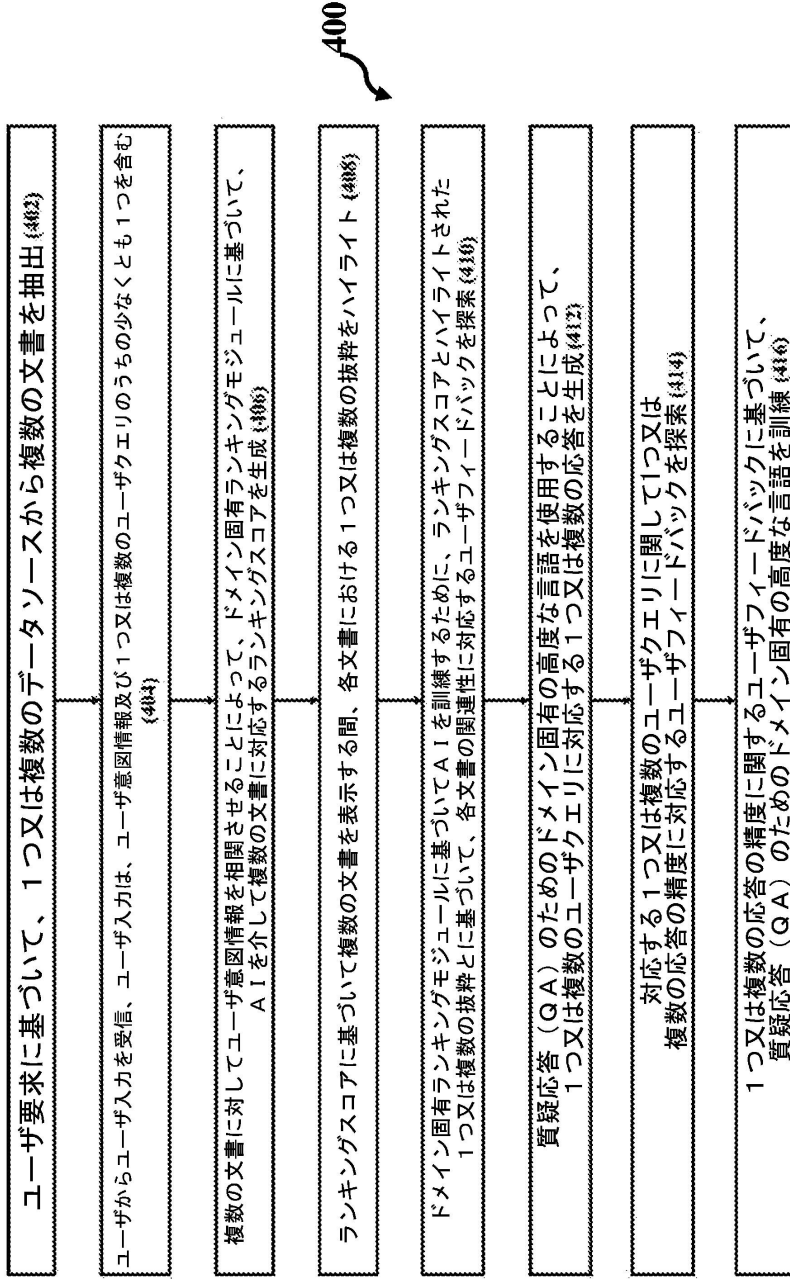 400
ユーザ要求に基づいて、1つ又は複数のデータソースから複数の文書を抽出{402}
ユーザからユーザ入力を受信、ユーザ入力は、ユーザ意図情報及び1つ又は複数のユーザクエリのうちの少なくとも1つを含む
{404}
複数の文書に対してユーザ意図情報を相関させることによって、ドメイン固有ランキングモジュールに基づいて、
AIを介して複数の文書に対応するランキングスコアを生成{406}
ランキングスコアに基づいて複数の文書を表示する間、各文書における1つ又は複数の抜粋をハイライト{408}
ドメイン固有ランキングモジュールに基づいてAIを訓練するために、ランキングスコアとハイライトされた
1つ又は複数の抜粋とに基づいて、各文書の関連性に対応するユーザフィードバックを探索{410}
質疑応答(QA)のためのドメイン固有の高度な言語を使用することによって、
1つ又は複数のユーザクエリに対応する1つ又は複数の応答を生成{412}
対応する1つ又は複数のユーザクエリに関して1つ又は
複数の応答の精度に対応するユーザフィードバックを探索{414}
1つ又は複数の応答の精度に関するユーザフィードバックに基づいて、
質疑応答(QA)のためのドメイン固有の高度な言語を訓練{416}